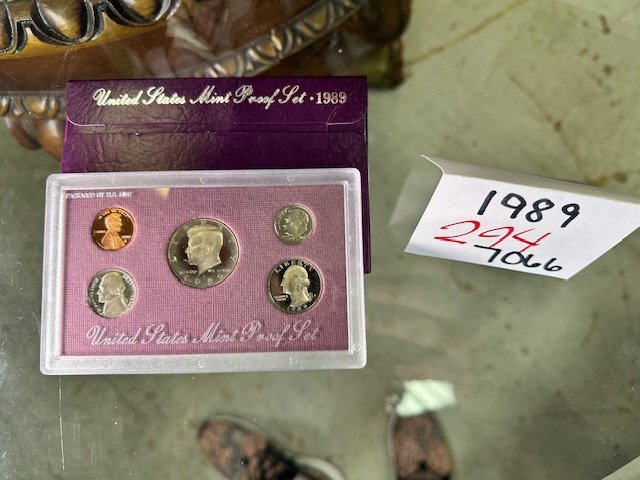 United States Mint Proof Set · 1989
PACKAGED BY U.S. MINT
LIBERTY
United States Mint Proof Set
1989
294
7066